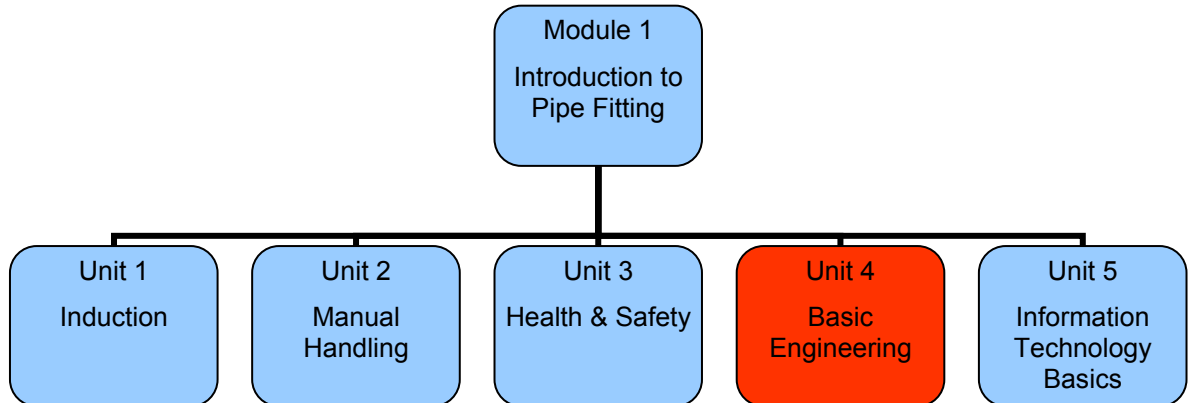 Module 1
Introduction to
Pipe Fitting
Unit 1
Induction
Unit 2
Manual
Handling
Unit 3
Health & Safety
Unit 4
Basic
Engineering
Unit 5
Information
Technology
Basics